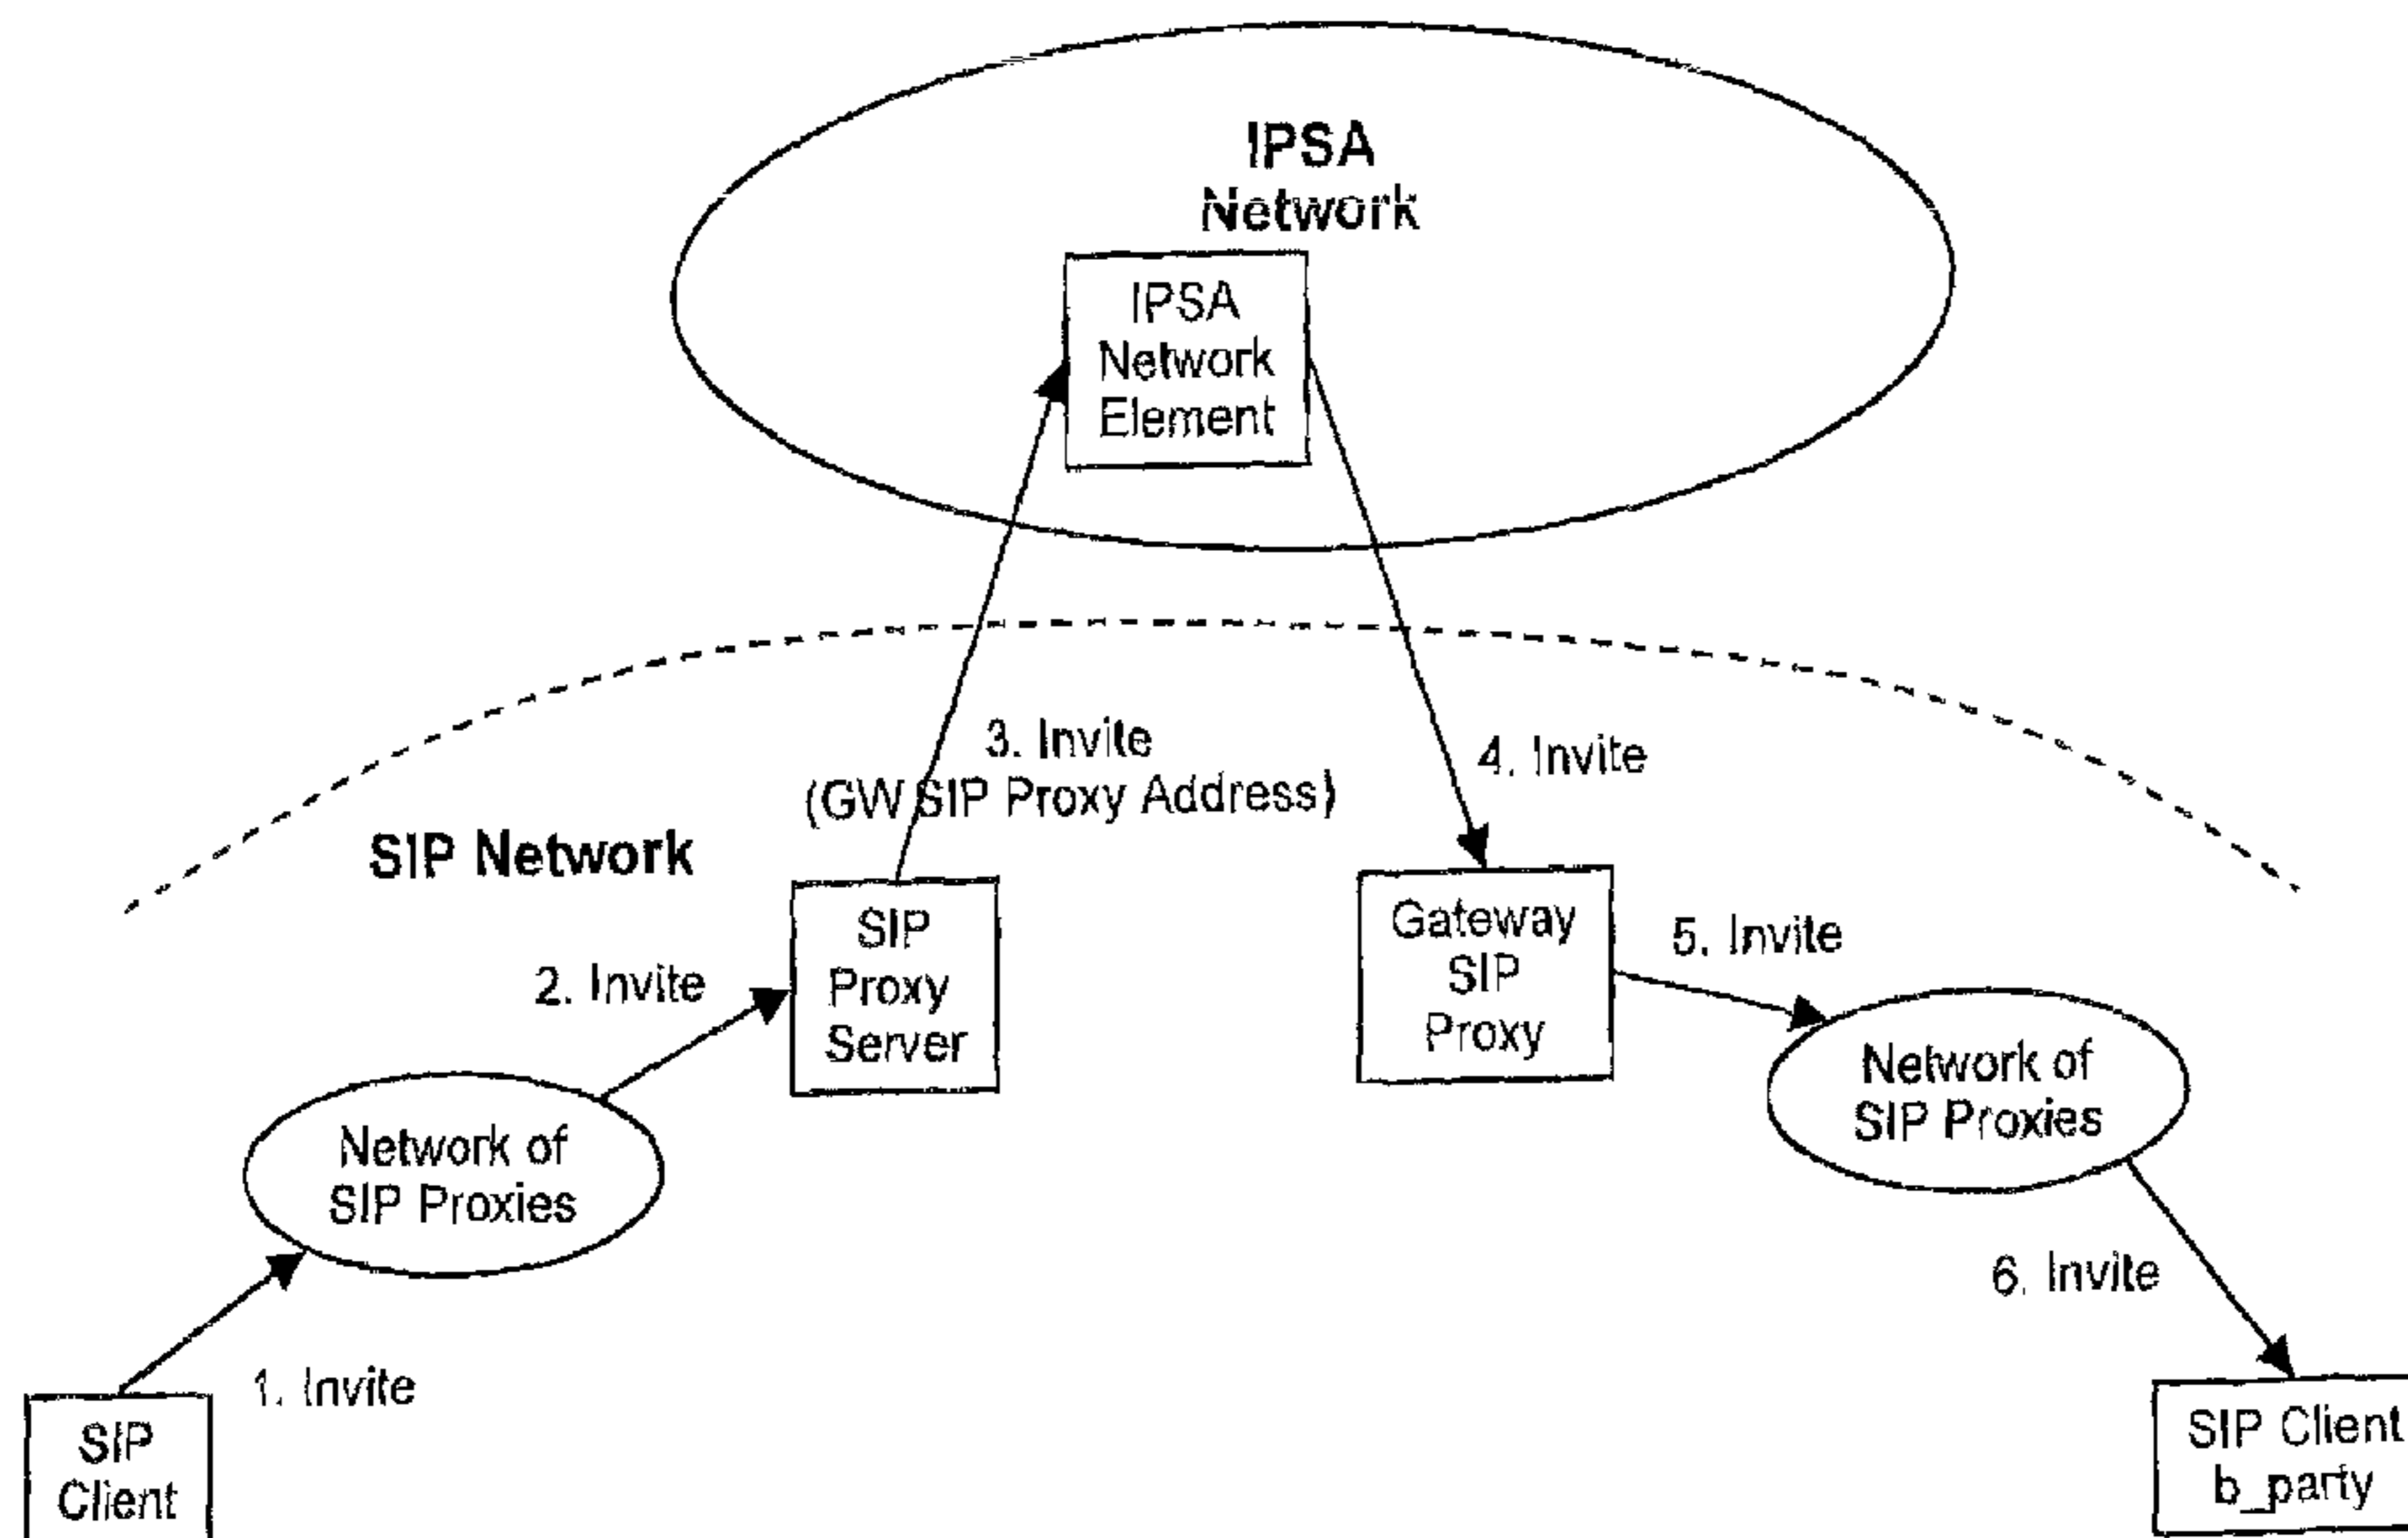 IPSA
Network
IPSA
Network
Element
3. Invite
(GW SIP Proxy Address)
4. Invite
SIP Network
SIP
Proxy
Server
Gateway
SIP
Proxy
5. Invite
2. Invite
Network of
SIP Proxies
Network of
SIP Proxies
6. Invite
1. Invite
SIP
Client
SIP Client
b_party